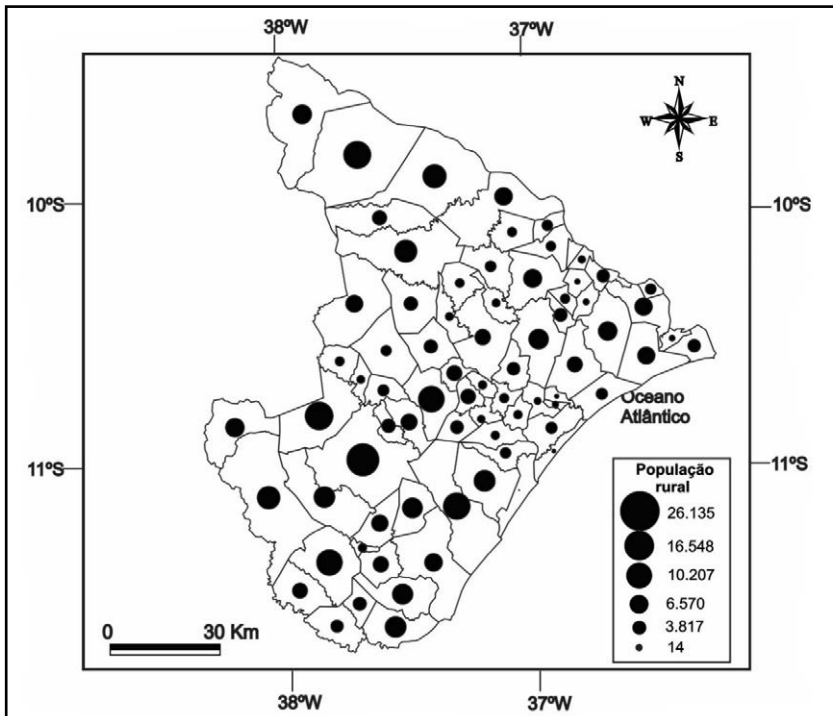 38ºW 37ºW
N
W E
S
10ºS 10ºS
Oceano
Atlântico
11ºS 11ºS
População
rural
26.135
16.548
10.207
6.570
3.817
14
0 30 Km
38ºW 37ºW